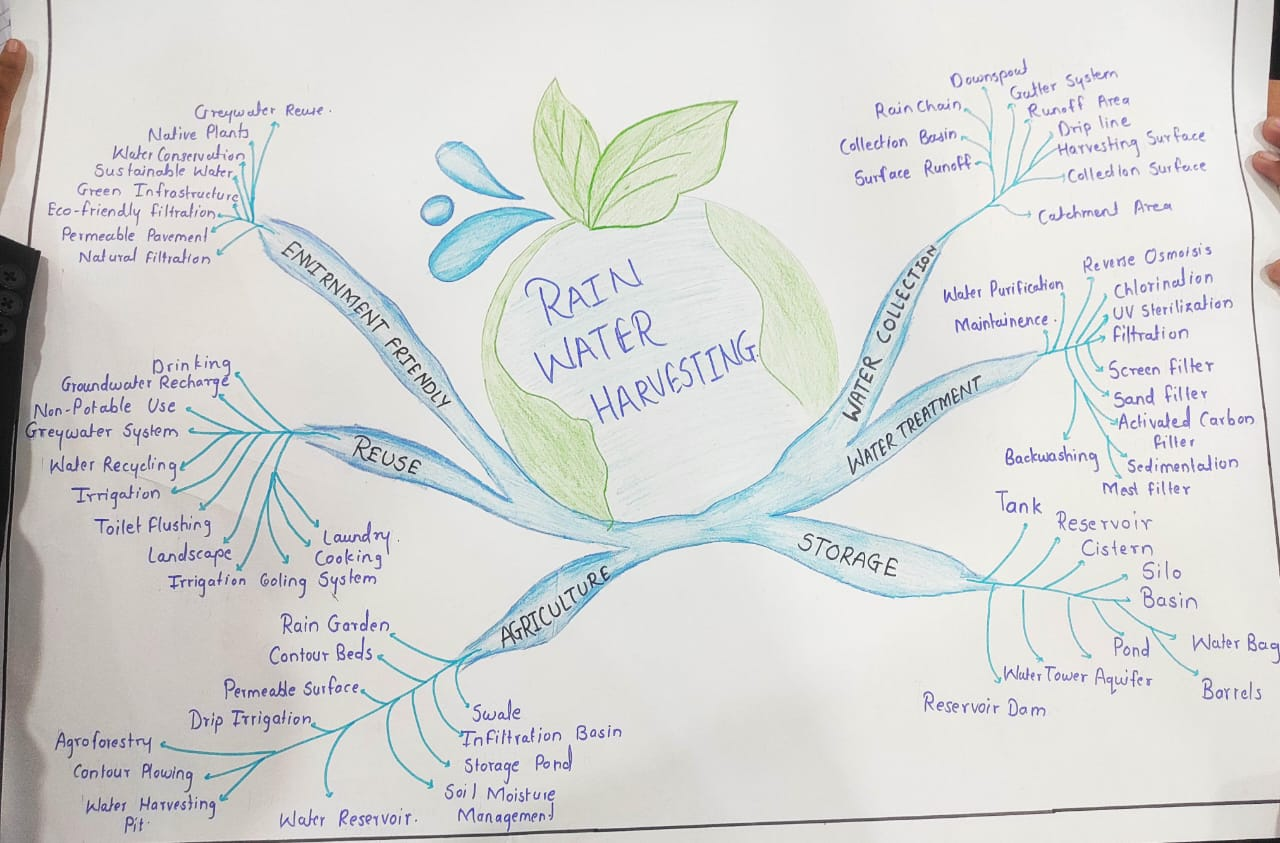 RAIN
WATER
HARVESTING
ENVIRNMENT FRIENDLY
Greywater Reuse.
Native Plants
Water Conservation
Sustainable Water
Green Infrastructure
Eco-friendly filtration
Permeable Pavement
Natural filtration
REUSE
Drinking
Groundwater Recharge
Non-Potable Use
Greywater System
Water Recycling
Irrigation
Toilet flushing
Landscape
Irrigation Coling System
Cooking
Laundry.
AGRICULTURE
Rain Garden
Contour Beds
Permeable Surface
Drip Irrigation
Agroforestry
Contour Plowing
Water Harvesting
Pit.
Water Reservoir.
Soil Moisture
Management
Storage Pond
Infiltration Basin
Swale
WATER COLLECTION
Downspout
Gutter System
Rain Chain
Runoff Area
Drip line
Collection Basin
Harvesting Surface
Surface Runoff
Collection Surface
Catchment Area
WATER TREATMENT
Reverse Osmoisis
Water Purification
Chlorination
Maintainence.
UV Sterilization
filtration
Screen filter
Sand filler
Activated Carbon
filter
Backwashing
Sedimentation
Mest filter
STORAGE
Tank
Reservoir
Cistern
Silo
Basin
Water Bag
Pond
Barrels
Water Tower Aquifer
Reservoir Dam